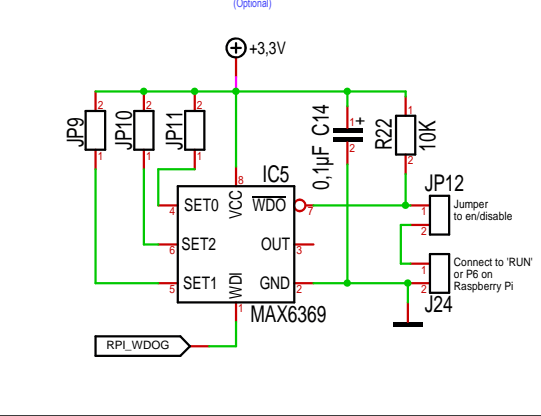 (Optional)
+3,3V
2
2
2
1
JP9
JP10
JP11
0,1µF C14
+
R22
10K
1
1
1
2
2
IC5
8
JP12
SET0
VCC
WDO
4
7
1
Jumper
to en/disable
2
SET2
OUT
6
3
Connect to 'RUN'
or P6 on
Raspberry Pi
1
SET1
WDI
GND
5
2
2
J24
1
MAX6369
RPI_WDOG